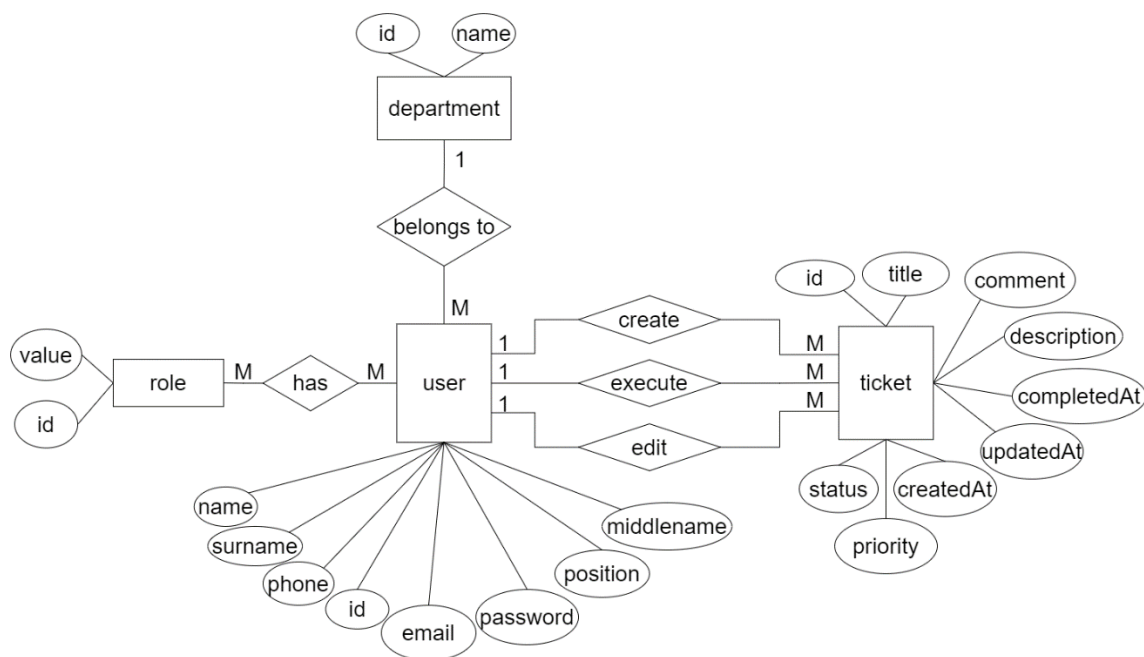 id
name
department
1
belongs to
M
id
title
comment
description
completedAt
updatedAt
createdAt
priority
status
ticket
value
id
role
M
has
M
user
1
create
M
1
execute
M
1
edit
M
name
surname
phone
id
email
password
position
middlename